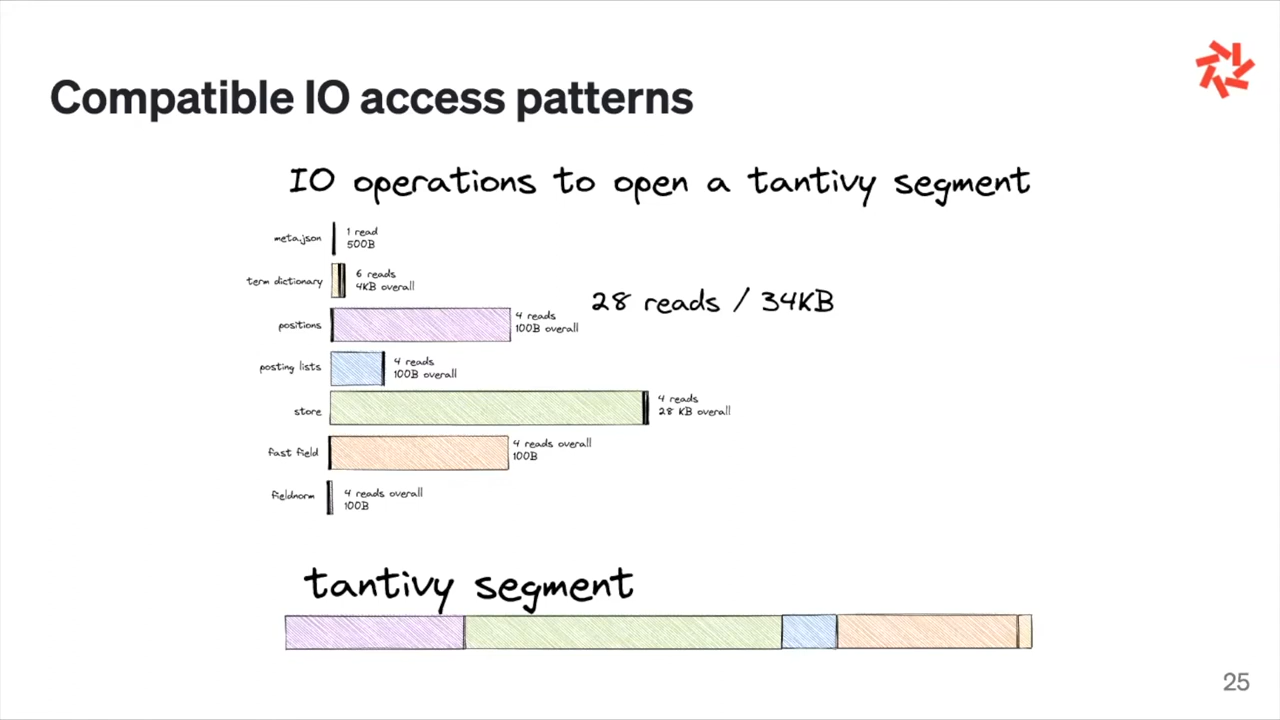 Compatible IO access patterns
IO operations to open a tantivy segment
meta.json
1 read
500B
term dictionary
6 reads
4KB overall
28 reads / 34KB
positions
4 reads
100B overall
posting lists
4 reads
100B overall
store
4 reads
28 KB overall
fast field
4 reads overall
100B
fieldnorm
4 reads overall
100B
tantivy segment
25